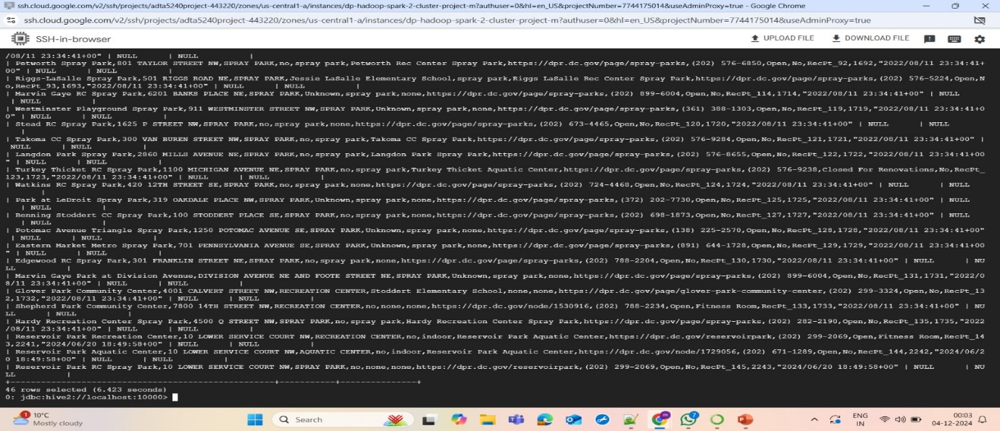 ssh.cloud.google.com/v2/ssh/projects/adta5240project-443220/zones/us-central1-a/instances/dp-hadoop-spark-2-cluster-project-m?authuser=0&hl=en_US&projectNumber=7744175014&useAdminProxy=true - Google Chrome
ssh.cloud.google.com/v2/ssh/projects/adta5240project-443220/zones/us-central1-a/instances/dp-hadoop-spark-2-cluster-project-m?authuser=0&hl=en_US&projectNumber=7744175014&useAdminProxy=true
SSH-in-browser UPLOAD FILE DOWNLOAD FILE
/08/11 23:34:41+00" | NULL | NULL |
| Petworth Spray Park,801 TAYLOR STREET NW,SPRAY PARK,no,spray park,Petworth Rec Center Spray Park,https://dpr.dc.gov/page/spray-parks,(202) 576-6850,Open,No,RecPt_92,1692,"2022/08/11 23:34:41+
00" | NULL | NULL |
| Riggs-LaSalle Spray Park,501 RIGGS ROAD NE,SPRAY PARK,Jessie LaSalle Elementary School,spray park,Riggs LaSalle Rec Center Spray Park,https://dpr.dc.gov/page/spray-parks,(202) 576-5224,Open,N
o,RecPt_93,1693,"2022/08/11 23:34:41+00" | NULL | NULL |
| Marvin Gaye RC Spray Park,6201 BANKS PLACE NE,SPRAY PARK,Unknown,spray park,none,https://dpr.dc.gov/page/spray-parks,(202) 899-6004,Open,No,RecPt_114,1714,"2022/08/11 23:34:41+00" | NULL
| NULL |
| Westminster Playground Spray Park,911 WESTMINSTER STREET NW,SPRAY PARK,Unknown,spray park,none,https://dpr.dc.gov/page/spray-parks,(361) 388-1303,Open,No,RecPt_119,1719,"2022/08/11 23:34:41+0
0" | NULL | NULL |
| Stead RC Spray Park,1625 P STREET NW,SPRAY PARK,no,spray park,none,https://dpr.dc.gov/page/spray-parks,(202) 673-4465,Open,No,RecPt_120,1720,"2022/08/11 23:34:41+00" | NULL | NULL
|
| Takoma CC Spray Park,300 VAN BUREN STREET NW,SPRAY PARK,no,spray park,Takoma CC Spray Park,https://dpr.dc.gov/page/spray-parks,(202) 576-9284,Open,No,RecPt_121,1721,"2022/08/11 23:34:41+00" |
NULL | NULL |
| Langdon Park Spray Park,2860 MILLS AVENUE NE,SPRAY PARK,no,spray park,Langdon Park Spray Park,https://dpr.dc.gov/page/spray-parks,(202) 576-8655,Open,No,RecPt_122,1722,"2022/08/11 23:34:41+00
" | NULL | NULL |
| Turkey Thicket RC Spray Park,1100 MICHIGAN AVENUE NE,SPRAY PARK,no,spray park,Turkey Thicket Aquatic Center,https://dpr.dc.gov/page/spray-parks,(202) 576-9238,Closed For Renovations,No,RecPt_
123,1723,"2022/08/11 23:34:41+00" | NULL | NULL |
| Watkins RC Spray Park,420 12TH STREET SE,SPRAY PARK,no,spray park,none,https://dpr.dc.gov/page/spray-parks,(202) 724-4468,Open,No,RecPt_124,1724,"2022/08/11 23:34:41+00" | NULL | NULL
|
| Park at LeDroit Spray Park,319 OAKDALE PLACE NW,SPRAY PARK,Unknown,spray park,none,https://dpr.dc.gov/page/spray-parks,(372) 202-7730,Open,No,RecPt_125,1725,"2022/08/11 23:34:41+00" | NULL
| NULL |
| Benning Stoddert CC Spray Park,100 STODDERT PLACE SE,SPRAY PARK,no,spray park,none,https://dpr.dc.gov/page/spray-parks,(202) 698-1873,Open,No,RecPt_127,1727,"2022/08/11 23:34:41+00" | NULL
| NULL |
| Potomac Avenue Triangle Spray Park,1250 POTOMAC AVENUE SE,SPRAY PARK,Unknown,spray park,none,https://dpr.dc.gov/page/spray-parks,(138) 225-2570,Open,No,RecPt_128,1728,"2022/08/11 23:34:41+00"
| NULL | NULL |
| Eastern Market Metro Spray Park,701 PENNSYLVANIA AVENUE SE,SPRAY PARK,Unknown,spray park,none,https://dpr.dc.gov/page/spray-parks,(891) 644-1728,Open,No,RecPt_129,1729,"2022/08/11 23:34:41+00
" | NULL | NULL |
| Edgewood RC Spray Park,301 FRANKLIN STREET NE,SPRAY PARK,no,spray park,none,https://dpr.dc.gov/page/spray-parks,(202) 788-2204,Open,No,RecPt_130,1730,"2022/08/11 23:34:41+00" | NULL | NU
LL |
| Marvin Gaye Park at Division Avenue,DIVISION AVENUE NE AND FOOTE STREET NE,SPRAY PARK,Unknown,spray park,none,https://dpr.dc.gov/page/spray-parks,(202) 899-6004,Open,No,RecPt_131,1731,"2022/0
8/11 23:34:41+00" | NULL | NULL |
| Glover Park Community Center,4001 CALVERT STREET NW,RECREATION CENTER,Stoddert Elementary School,none,none,https://dpr.dc.gov/page/glover-park-community-center,(202) 299-3324,Open,No,RecPt_13
2,1732,"2022/08/11 23:34:41+00" | NULL | NULL |
| Shepherd Park Community Center,7800 14TH STREET NW,RECREATION CENTER,no,none,none,https://dpr.dc.gov/node/1530916,(202) 788-2234,Open,Fitness Room,RecPt_133,1733,"2022/08/11 23:34:41+00" | NU
LL | NULL |
| Hardy Recreation Center Spray Park,4500 Q STREET NW,SPRAY PARK,no,spray park,Hardy Recreation Center Spray Park,https://dpr.dc.gov/page/spray-parks,(202) 282-2190,Open,No,RecPt_135,1735,"2022
/08/11 23:34:41+00" | NULL | NULL |
| Reservoir Park Recreation Center,10 LOWER SERVICE COURT NW,RECREATION CENTER,no,indoor,Reservoir Park Aquatic Center,https://dpr.dc.gov/reservoirpark,(202) 299-2069,Open,Fitness Room,RecPt_14
3,2241,"2024/06/20 18:49:58+00" | NULL | NULL |
| Reservoir Park Aquatic Center,10 LOWER SERVICE COURT NW,AQUATIC CENTER,no,indoor,Reservoir Park Aquatic Center,https://dpr.dc.gov/node/1729056,(202) 671-1289,Open,No,RecPt_144,2242,"2024/06/2
0 18:49:58+00" | NULL | NULL |
| Reservoir Park RC Spray Park,10 LOWER SERVICE COURT NW,SPRAY PARK,no,none,none,https://dpr.dc.gov/reservoirpark,(202) 299-2069,Open,No,RecPt_145,2243,"2024/06/20 18:49:58+00" | NULL | NU
LL |
+----------------------------------------------------+-----------+---------------+
46 rows selected (6.423 seconds)
0: jdbc:hive2://localhost:10000>
1 10°C Mostly cloudy Search m 7 ENG IN 00:03 04-12-2024